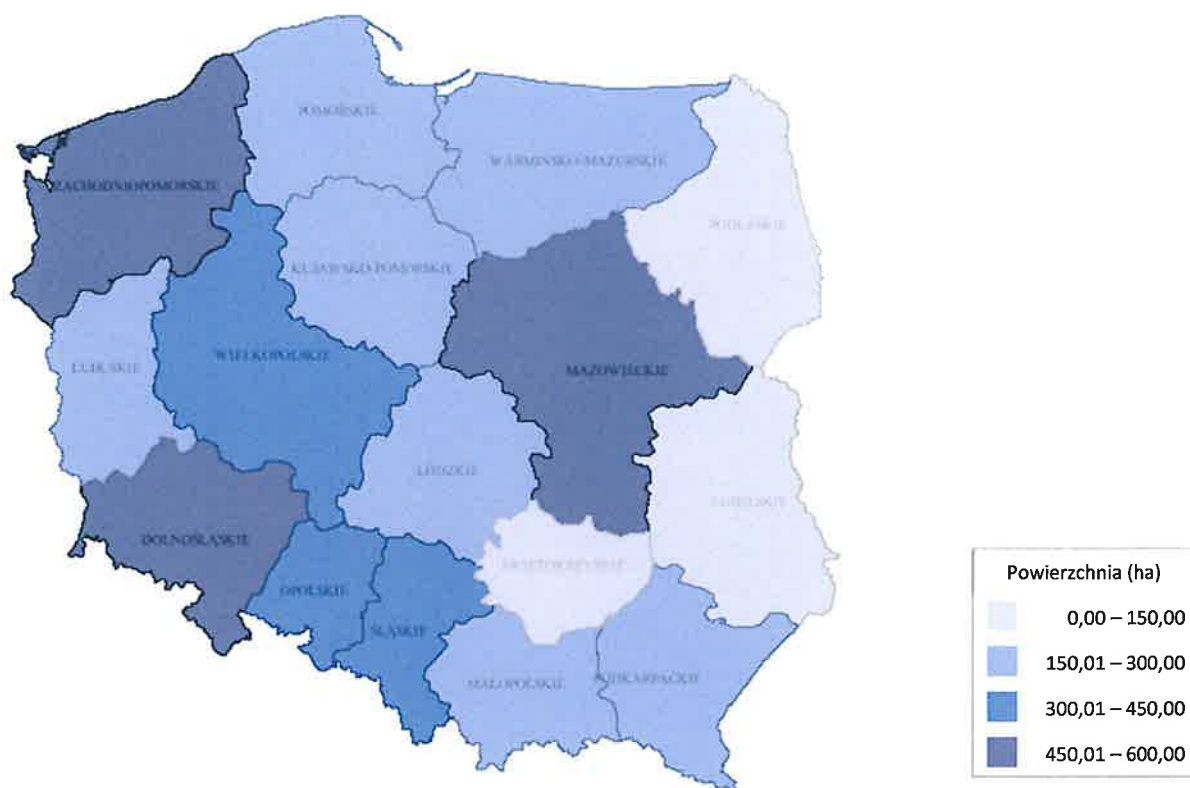 POMORSKIE
WARMIŃSKO-MAZURSKIE
ZACHODNIOPOMORSKIE
PODLASKIE
KUJAWSKO-POMORSKIE
WIELKOPOLSKIE
LUBUSKIE
MAZOWIECKIE
ŁÓDZKIE
LUBELSKIE
DOLNOŚLĄSKIE
ŚWIĘTOKRZYSKIE
OPOLSKIE
ŚLĄSKIE
MAŁOPOLSKIE
PODKARPACKIE
Powierzchnia (ha)
0,00 – 150,00
150,01 – 300,00
300,01 – 450,00
450,01 – 600,00